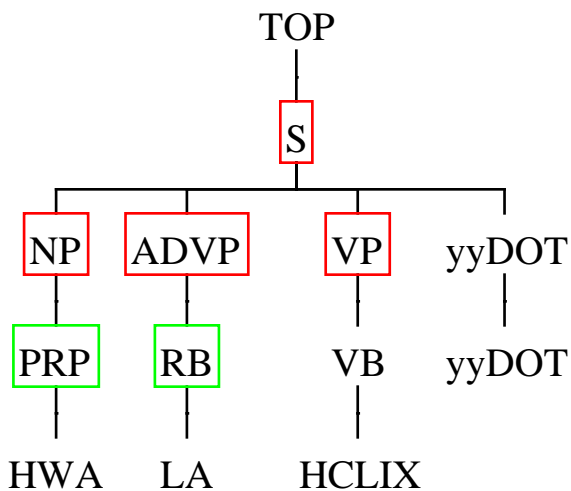 TOP
S
NP ADVP VP yyDOT
PRP RB VB yyDOT
HWA LA HCLIX